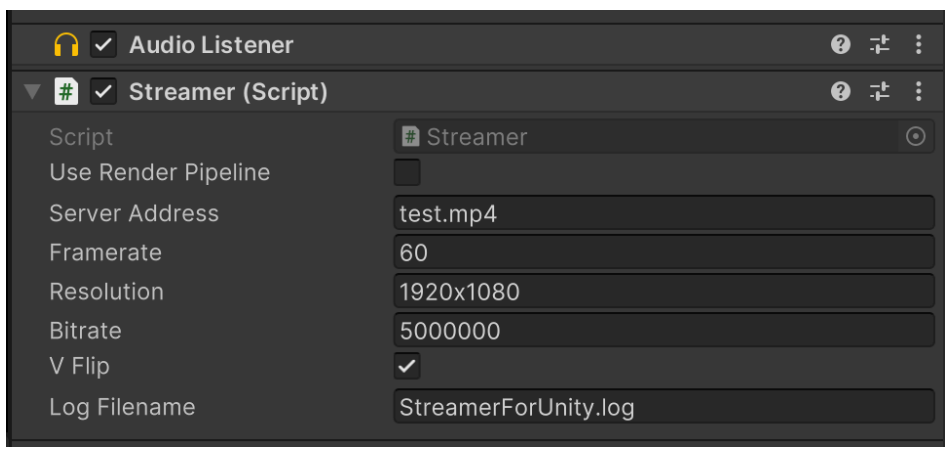 Audio Listener
# Streamer (Script)
Script # Streamer
Use Render Pipeline
Server Address test.mp4
Framerate 60
Resolution 1920x1080
Bitrate 5000000
V Flip
Log Filename StreamerForUnity.log